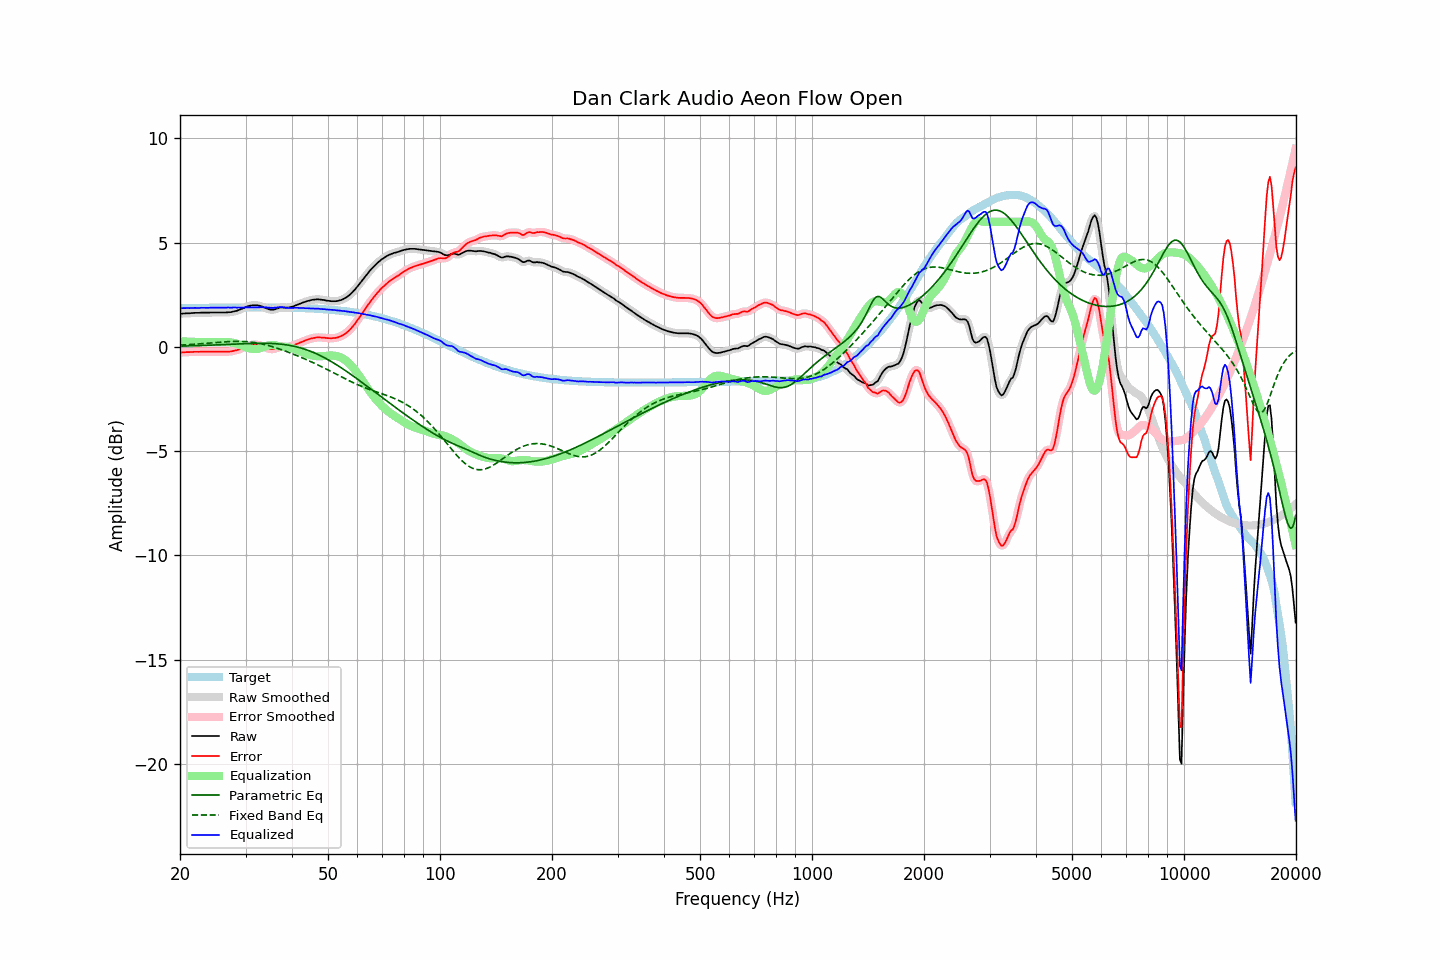 Dan Clark Audio Aeon Flow Open
10
5
0
−5
−10
−15
−20
Amplitude (dBr)
Target
Raw Smoothed
Error Smoothed
Raw
Error
Equalization
Parametric Eq
Fixed Band Eq
Equalized
20 50 100 200 500 1000 2000 5000 10000 20000
Frequency (Hz)